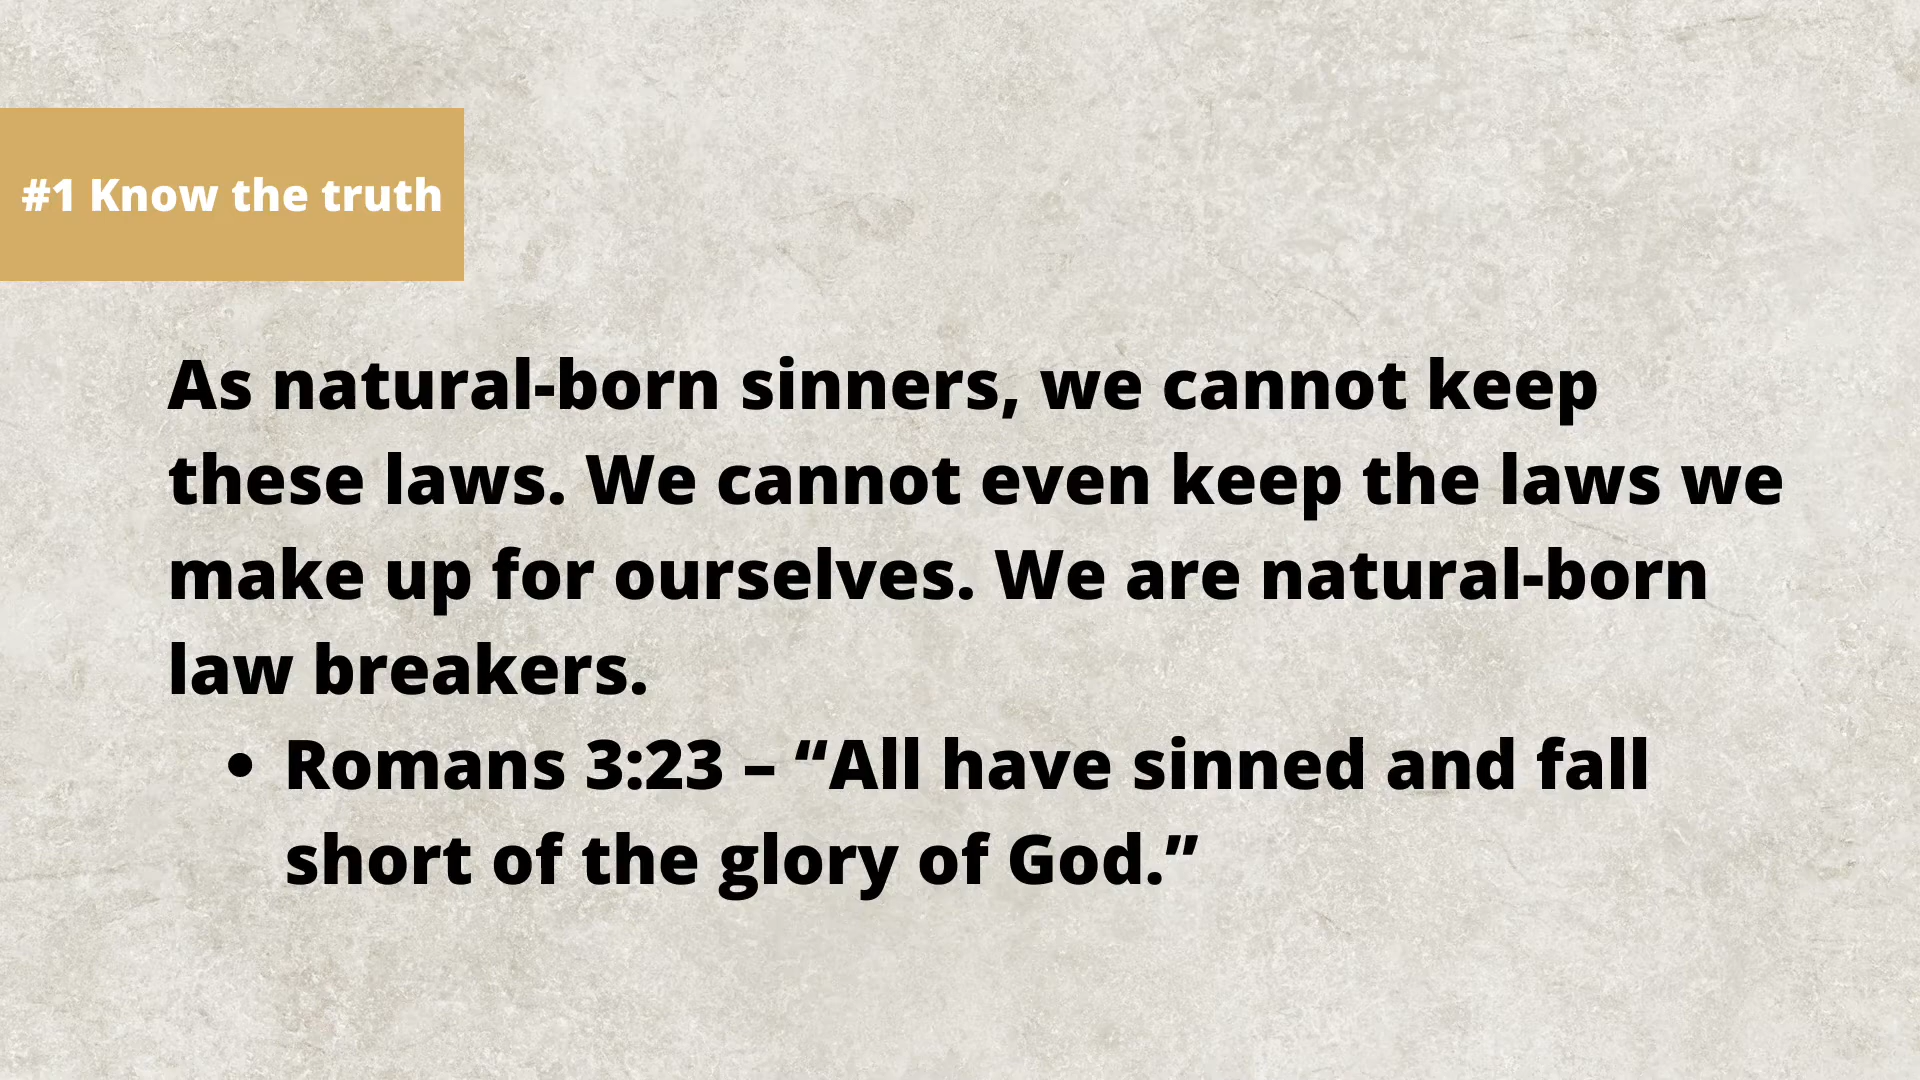 #1 Know the truth
As natural-born sinners, we cannot keep
these laws. We cannot even keep the laws we
make up for ourselves. We are natural-born
law breakers.
• Romans 3:23 – “All have sinned and fall
short of the glory of God.”